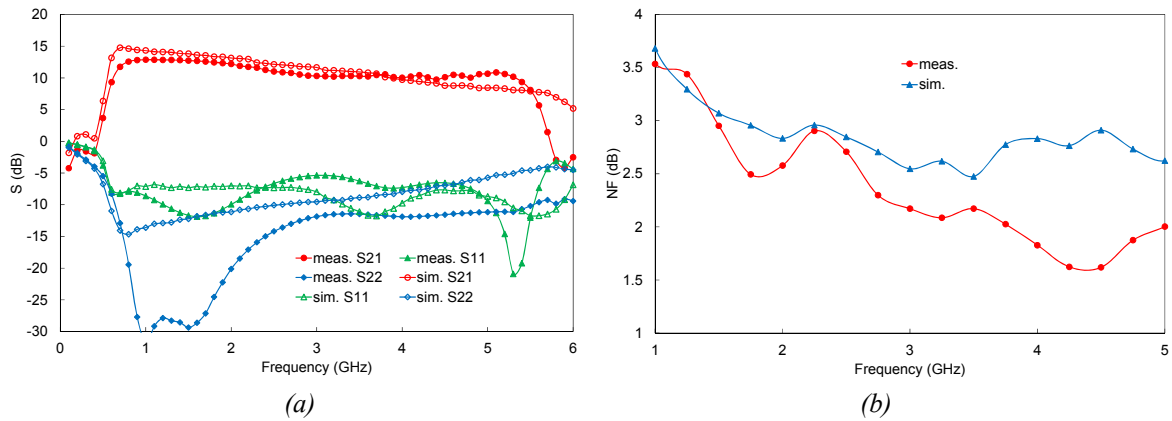 20
15
10
5
0
-5
-10
-15
-20
-25
-30
S (dB)
meas. S21
meas. S11
meas. S22
sim. S21
sim. S11
sim. S22
0 1 2 3 4 5 6
Frequency (GHz)
(a)
4
3.5
3
2.5
2
1.5
1
NF (dB)
meas.
sim.
1 2 3 4 5
Frequency (GHz)
(b)